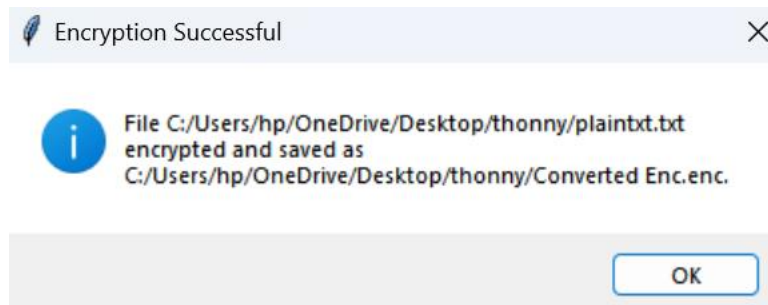 Encryption Successful
File C:/Users/hp/OneDrive/Desktop/thonny/plaintxt.txt
encrypted and saved as
C:/Users/hp/OneDrive/Desktop/thonny/Converted Enc.enc.
OK